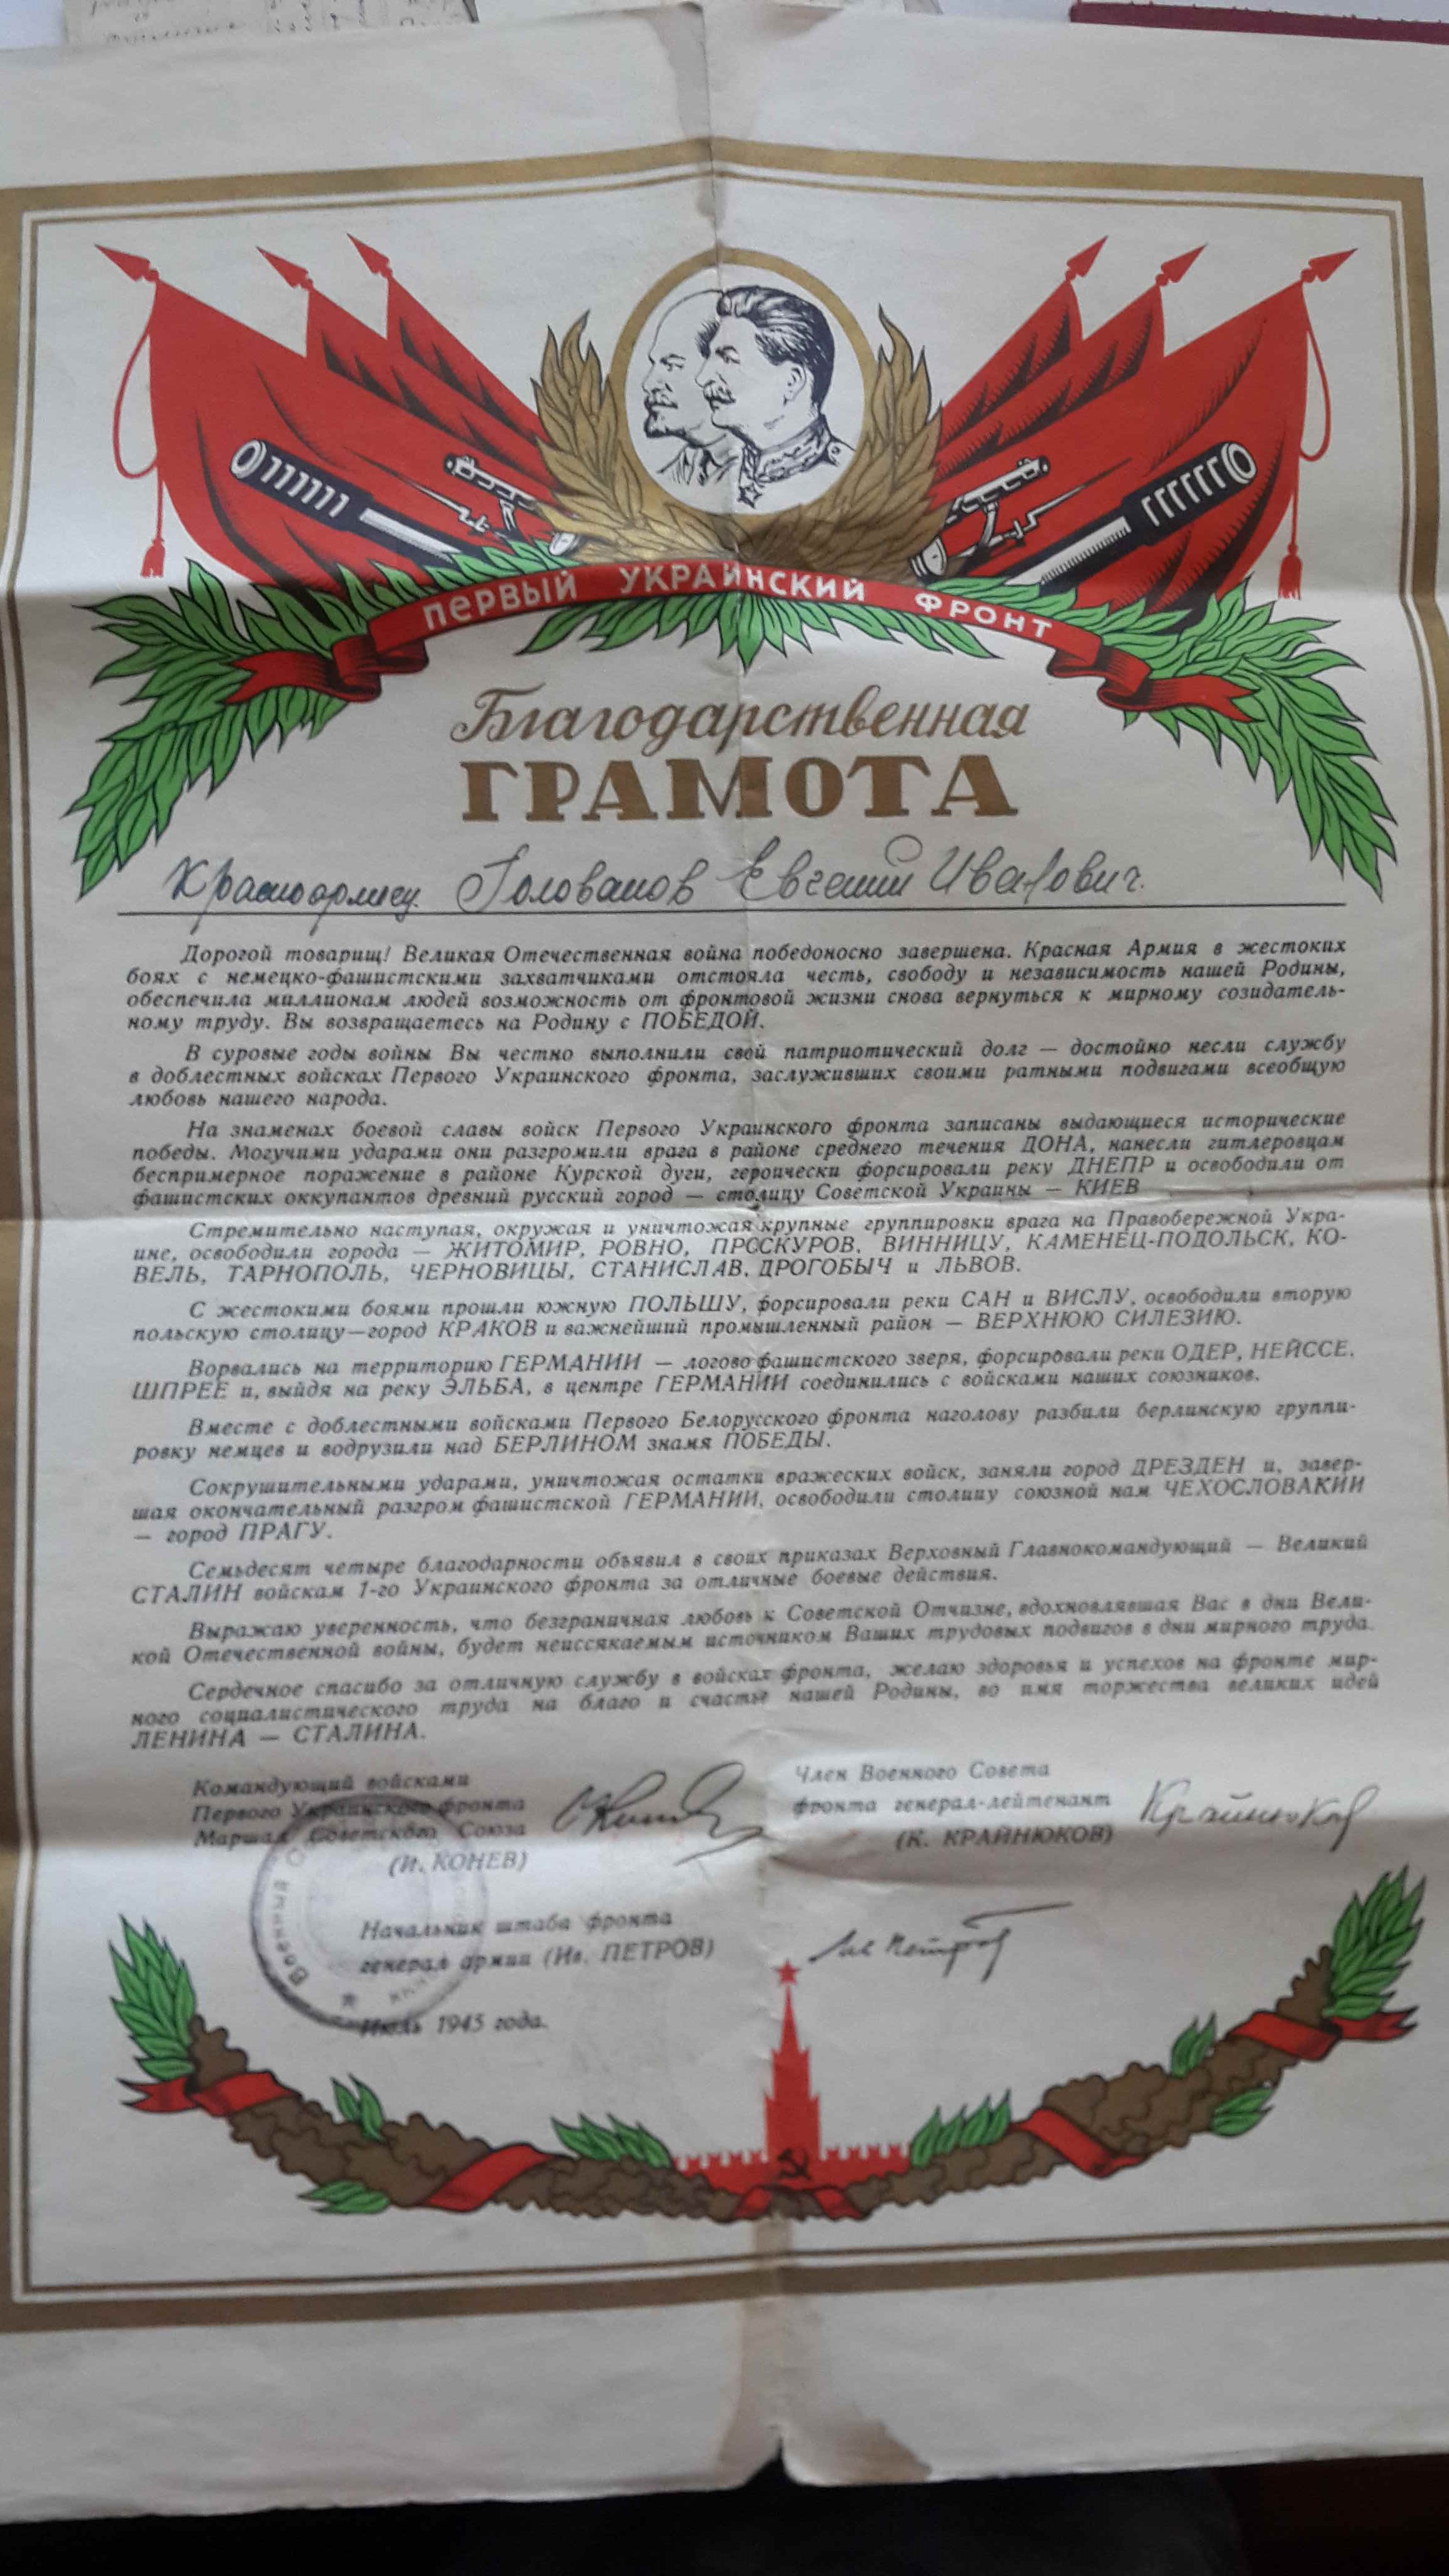 ПЕРВЫЙ УКРАИНСКИЙ ФРОНТ
Благодарственная
ГРАМОТА
Красноармеец Голованов Евгений Иванович.
Дорогой товарищ! Великая Отечественная война победоносно завершена. Красная Армия в жестоких
боях с немецко-фашистскими захватчиками отстояла честь, свободу и независимость нашей Родины,
обеспечила миллионам людей возможность от фронтовой жизни снова вернуться к мирному созидатель-
ному труду. Вы возвращаетесь на Родину с ПОБЕДОЙ.
В суровые годы войны Вы честно выполнили свой патриотический долг — достойно несли службу
в доблестных войсках Первого Украинского фронта, заслуживших своими ратными подвигами всеобщую
любовь нашего народа.
На знаменах боевой славы войск Первого Украинского фронта записаны выдающиеся исторические
победы. Могучими ударами они разгромили врага в районе среднего течения ДОНА, нанесли гитлеровцам
беспримерное поражение в районе Курской дуги, героически форсировали реку ДНЕПР и освободили от
фашистских оккупантов древний русский город — столицу Советской Украины — КИЕВ
Стремительно наступая, окружая и уничтожая крупные группировки врага на Правобережной Укра-
ине, освободили города — ЖИТОМИР, РОВНО, ПРОСКУРОВ, ВИННИЦУ, КАМЕНЕЦ-ПОДОЛЬСК, КО-
ВЕЛЬ, ТАРНОПОЛЬ, ЧЕРНОВИЦЫ, СТАНИСЛАВ, ДРОГОБЫЧ и ЛЬВОВ.
С жестокими боями прошли южную ПОЛЬШУ, форсировали реки САН и ВИСЛУ, освободили вторую
польскую столицу—город КРАКОВ и важнейший промышленный район — ВЕРХНЮЮ СИЛЕЗИЮ.
Ворвались на территорию ГЕРМАНИИ — логово фашистского зверя, форсировали реки ОДЕР, НЕЙССЕ,
ШПРЕЕ и, выйдя на реку ЭЛЬБА, в центре ГЕРМАНИИ соединились с войсками наших союзников.
Вместе с доблестными войсками Первого Белорусского фронта наголову разбили берлинскую группи-
ровку немцев и водрузили над БЕРЛИНОМ знамя ПОБЕДЫ.
Сокрушительными ударами, уничтожая остатки вражеских войск, заняли город ДРЕЗДЕН и, завер-
шая окончательный разгром фашистской ГЕРМАНИИ, освободили столицу союзной нам ЧЕХОСЛОВАКИИ
— город ПРАГУ.
Семьдесят четыре благодарности объявил в своих приказах Верховный Главнокомандующий — Великий
СТАЛИН войскам 1-го Украинского фронта за отличные боевые действия.
Выражаю уверенность, что безграничная любовь к Советской Отчизне, вдохновлявшая Вас в дни Вели-
кой Отечественной войны, будет неиссякаемым источником Ваших трудовых подвигов в дни мирного труда.
Сердечное спасибо за отличную службу в войсках фронта, желаю здоровья и успехов на фронте мир-
ного социалистического труда на благо и счастье нашей Родины, во имя торжества великих идей
ЛЕНИНА — СТАЛИНА.
Командующий войсками
Первого Украинского фронта
Маршал Советского Союза
(И. КОНЕВ)
Член Военного Совета
фронта генерал-лейтенант
(К. КРАЙНЮКОВ)
Крайнюков
Начальник штаба фронта
генерал армии (Ив. ПЕТРОВ)
Ив Петров
Военный
Июль 1945 года.